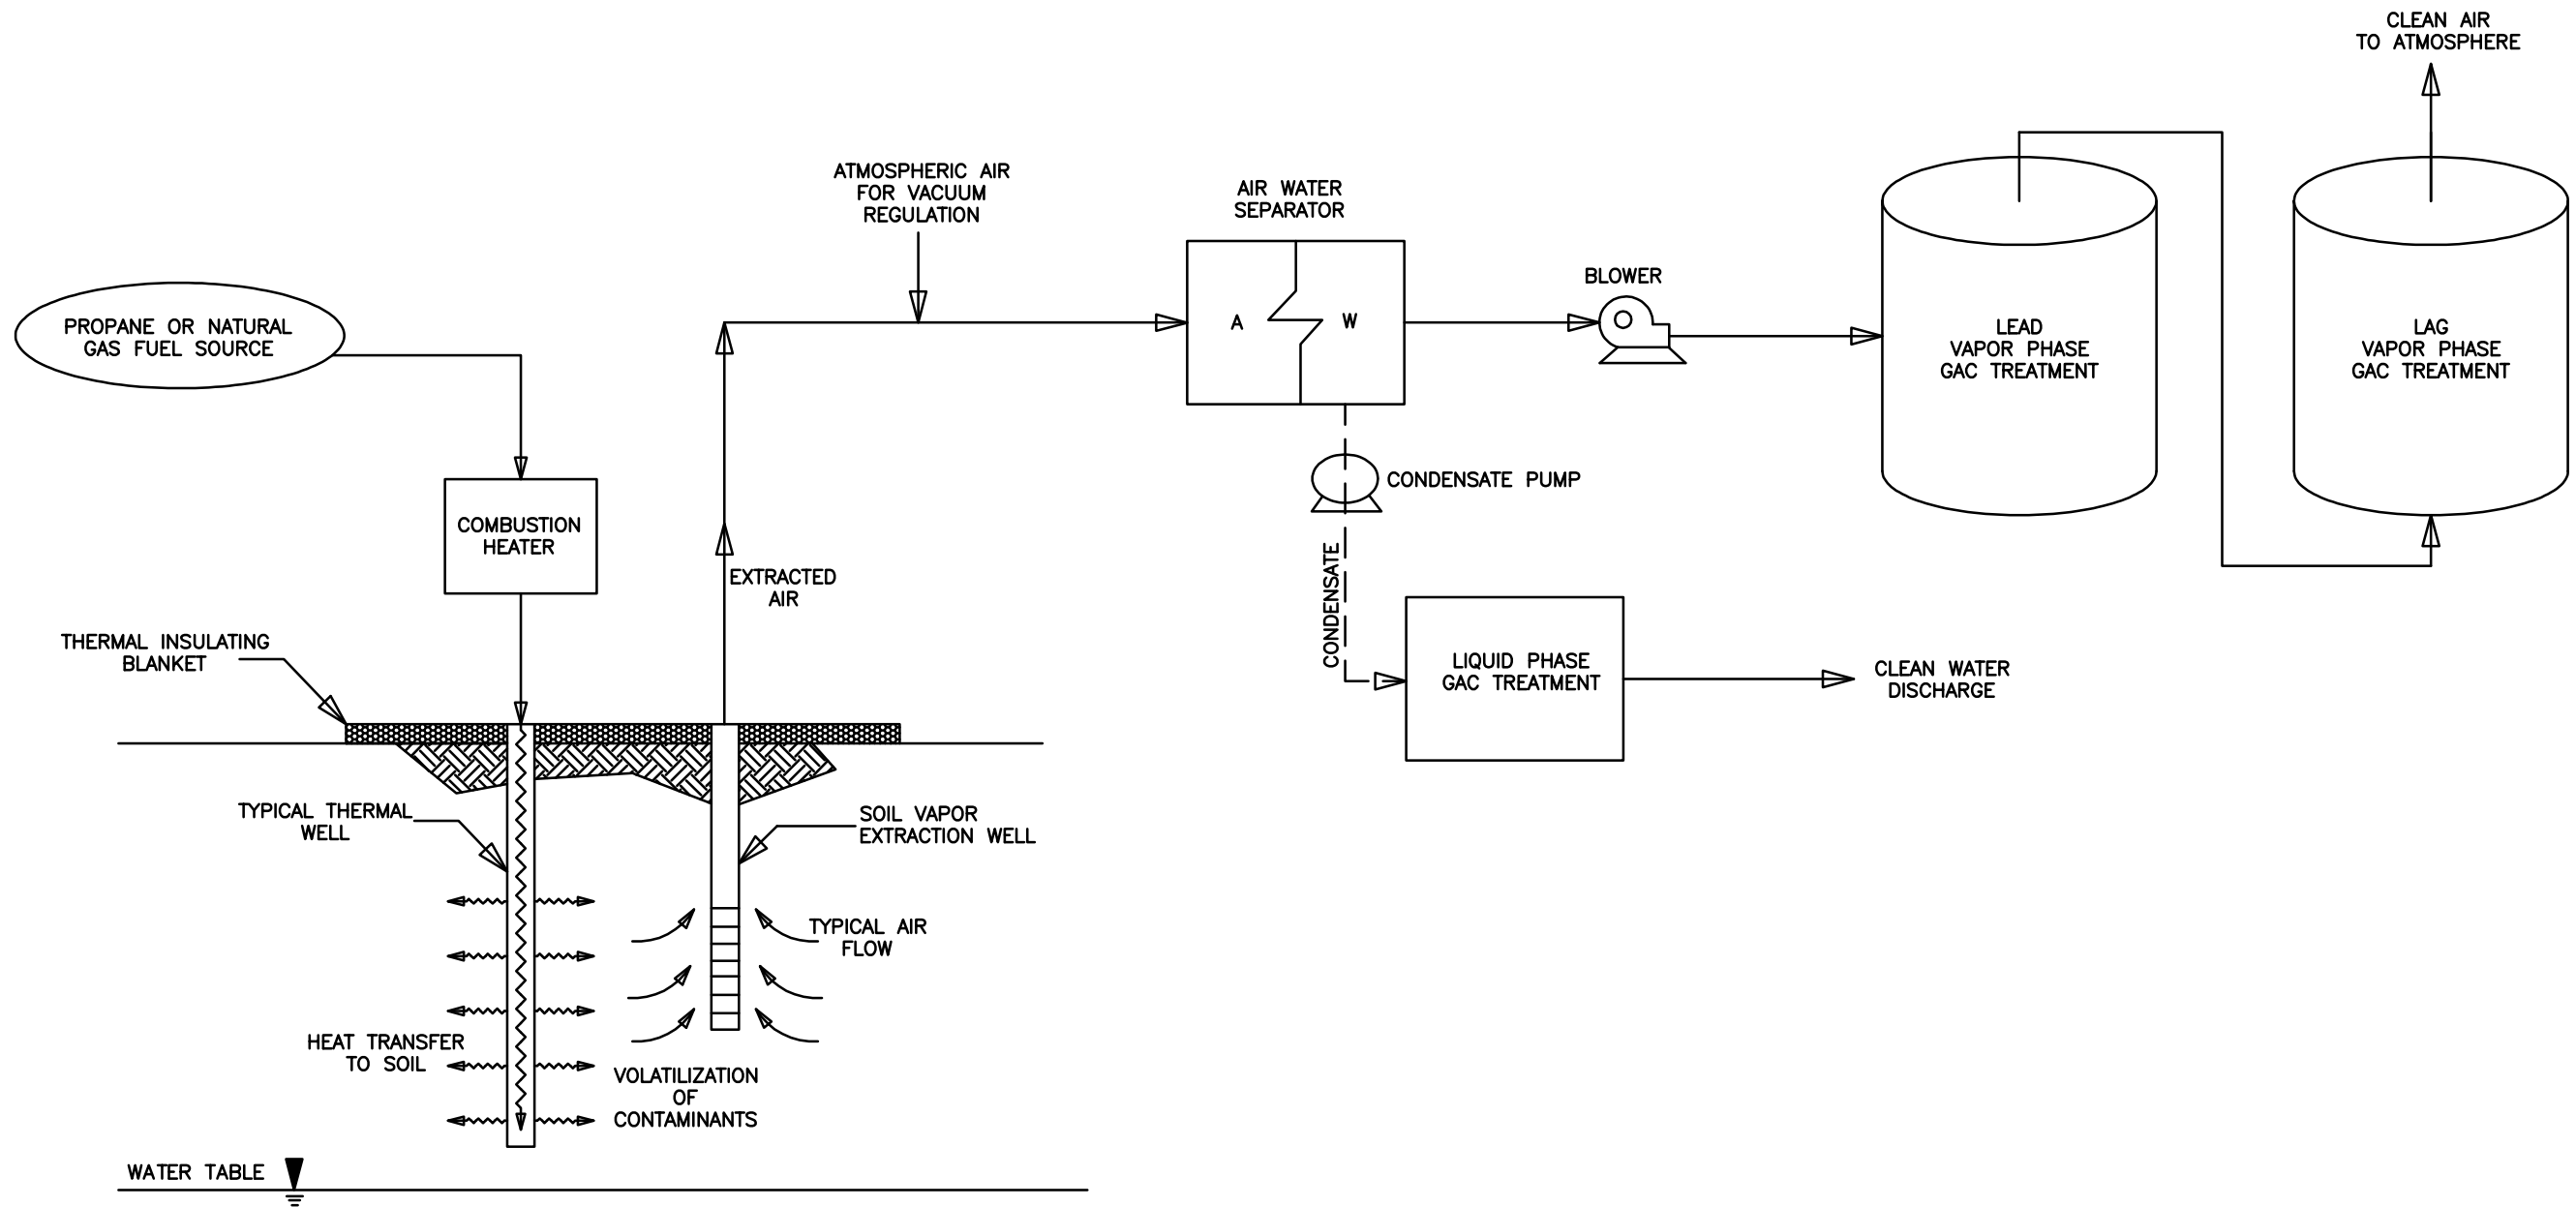 CLEAN AIR
TO ATMOSPHERE
ATMOSPHERIC AIR
FOR VACUUM
REGULATION
AIR WATER
SEPARATOR
A
W
BLOWER
LEAD
VAPOR PHASE
GAC TREATMENT
LAG
VAPOR PHASE
GAC TREATMENT
PROPANE OR NATURAL
GAS FUEL SOURCE
COMBUSTION
HEATER
EXTRACTED
AIR
CONDENSATE PUMP
CONDENSATE
LIQUID PHASE
GAC TREATMENT
CLEAN WATER
DISCHARGE
THERMAL INSULATING
BLANKET
TYPICAL THERMAL
WELL
SOIL VAPOR
EXTRACTION WELL
TYPICAL AIR
FLOW
HEAT TRANSFER
TO SOIL
VOLATILIZATION
OF
CONTAMINANTS
WATER TABLE